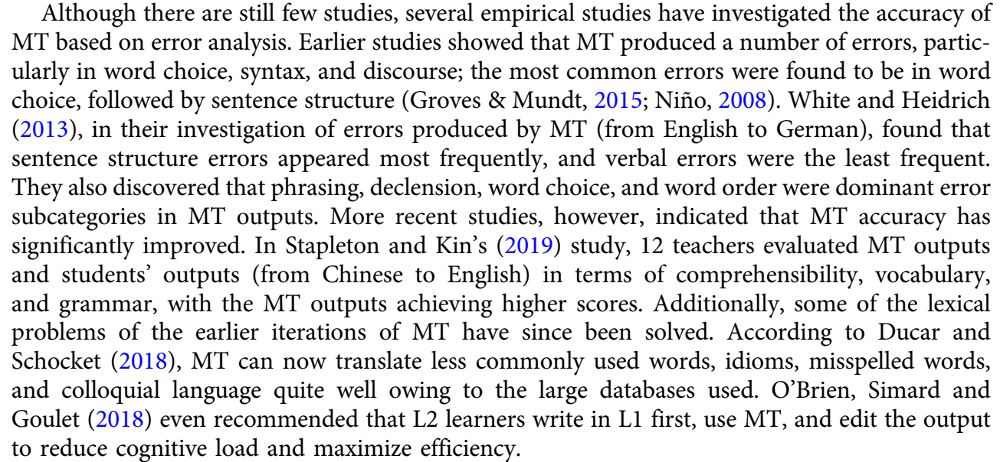 Although there are still few studies, several empirical studies have investigated the accuracy of
MT based on error analysis. Earlier studies showed that MT produced a number of errors, partic-
ularly in word choice, syntax, and discourse; the most common errors were found to be in word
choice, followed by sentence structure (Groves & Mundt, 2015; Niño, 2008). White and Heidrich
(2013), in their investigation of errors produced by MT (from English to German), found that
sentence structure errors appeared most frequently, and verbal errors were the least frequent.
They also discovered that phrasing, declension, word choice, and word order were dominant error
subcategories in MT outputs. More recent studies, however, indicated that MT accuracy has
significantly improved. In Stapleton and Kin's (2019) study, 12 teachers evaluated MT outputs
and students' outputs (from Chinese to English) in terms of comprehensibility, vocabulary,
and grammar, with the MT outputs achieving higher scores. Additionally, some of the lexical
problems of the earlier iterations of MT have since been solved. According to Ducar and
Schocket (2018), MT can now translate less commonly used words, idioms, misspelled words,
and colloquial language quite well owing to the large databases used. O'Brien, Simard and
Goulet (2018) even recommended that L2 learners write in L1 first, use MT, and edit the output
to reduce cognitive load and maximize efficiency.